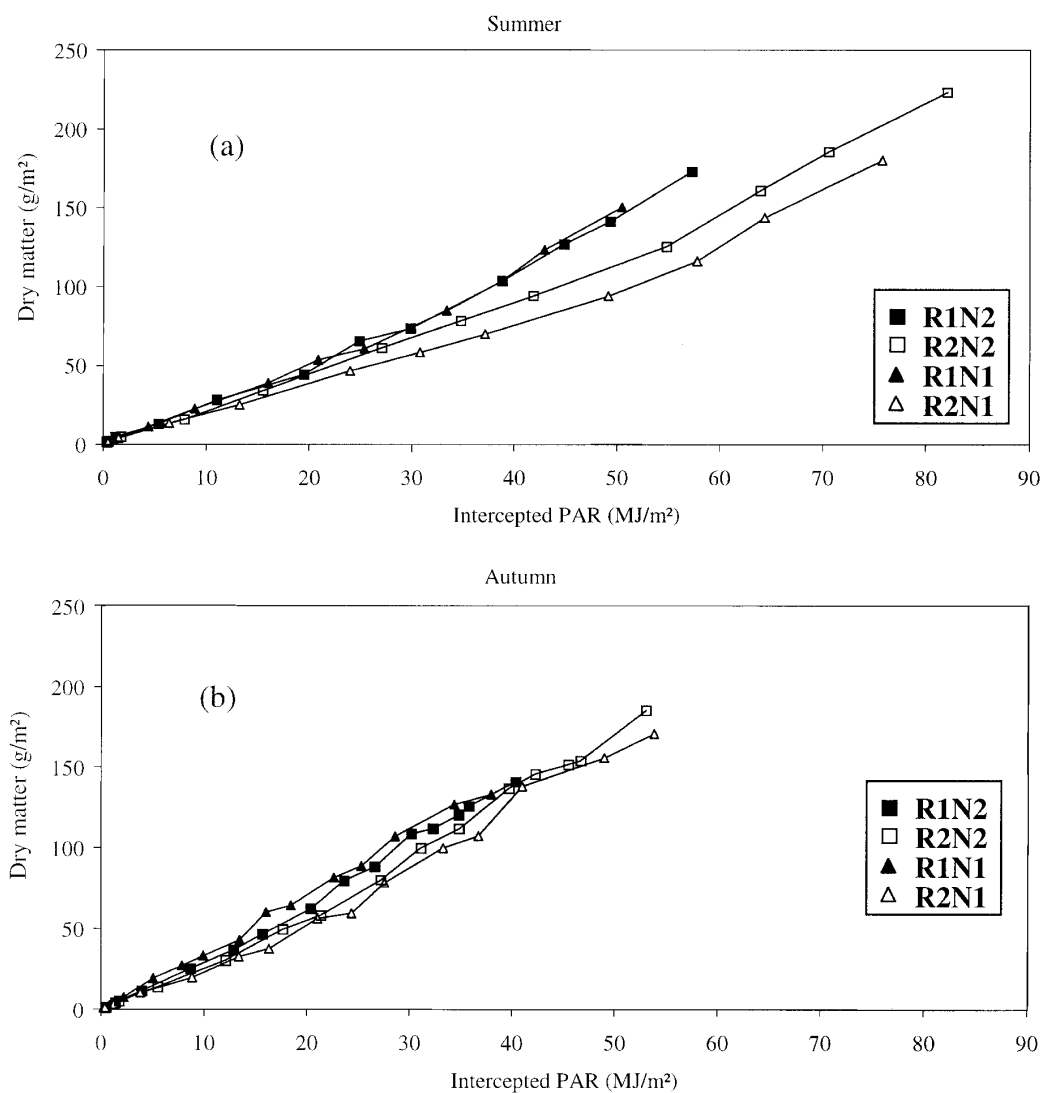 Summer
250
200
150
100
50
0
Dry matter (g/m²)
(a)
R1N2
R2N2
R1N1
R2N1
0 10 20 30 40 50 60 70 80 90
Intercepted PAR (MJ/m²)
Autumn
250
200
150
100
50
0
Dry matter (g/m²)
(b)
R1N2
R2N2
R1N1
R2N1
0 10 20 30 40 50 60 70 80 90
Intercepted PAR (MJ/m²)